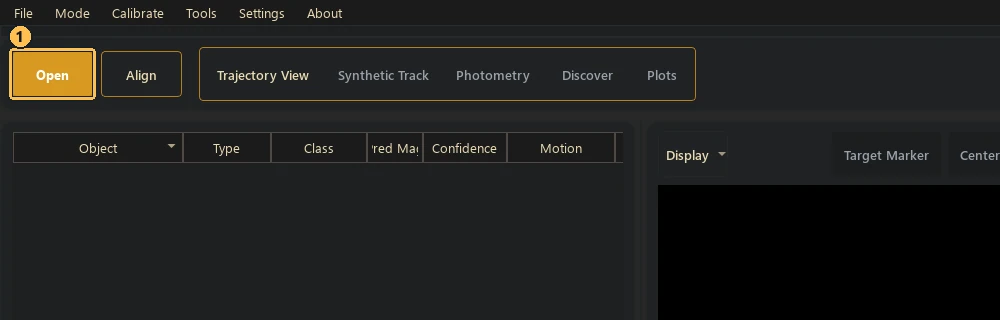 File Mode Calibrate Tools Settings About
1
Open Align Trajectory View Synthetic Track Photometry Discover Plots
Object Type Class Confidence Motion
Display Target Marker Center